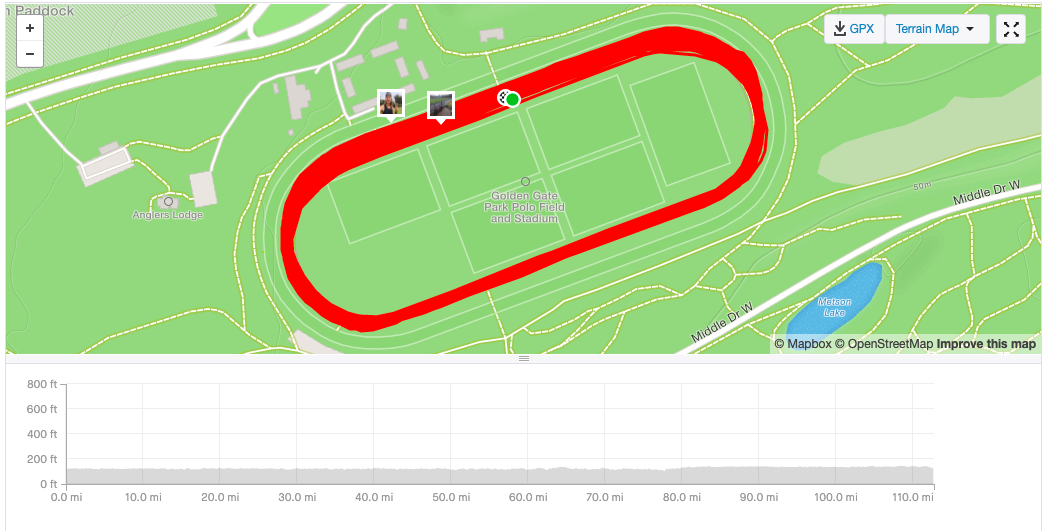 n Paddock
+
−
GPX
Terrain Map
Anglers Lodge
Golden Gate
Park Polo Field
and Stadium
50m
Middle Dr W
Metson
Lake
Middle Dr W
© Mapbox © OpenStreetMap Improve this map
800 ft
600 ft
400 ft
200 ft
0 ft
0.0 mi 10.0 mi 20.0 mi 30.0 mi 40.0 mi 50.0 mi 60.0 mi 70.0 mi 80.0 mi 90.0 mi 100.0 mi 110.0 mi